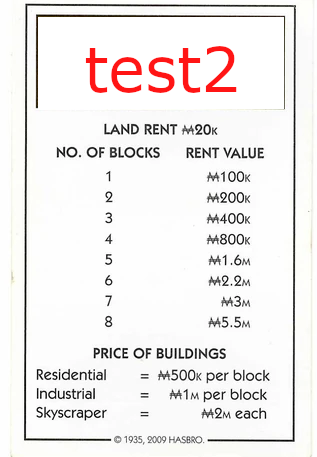 test2
LAND RENT ₩20K
NO. OF BLOCKS RENT VALUE
1 ₩100K
2 ₩200K
3 ₩400K
4 ₩800K
5 ₩1.6M
6 ₩2.2M
7 ₩3M
8 ₩5.5M
PRICE OF BUILDINGS
Residential = ₩500K per block
Industrial = ₩1M per block
Skyscraper = ₩2M each
© 1935, 2009 HASBRO.